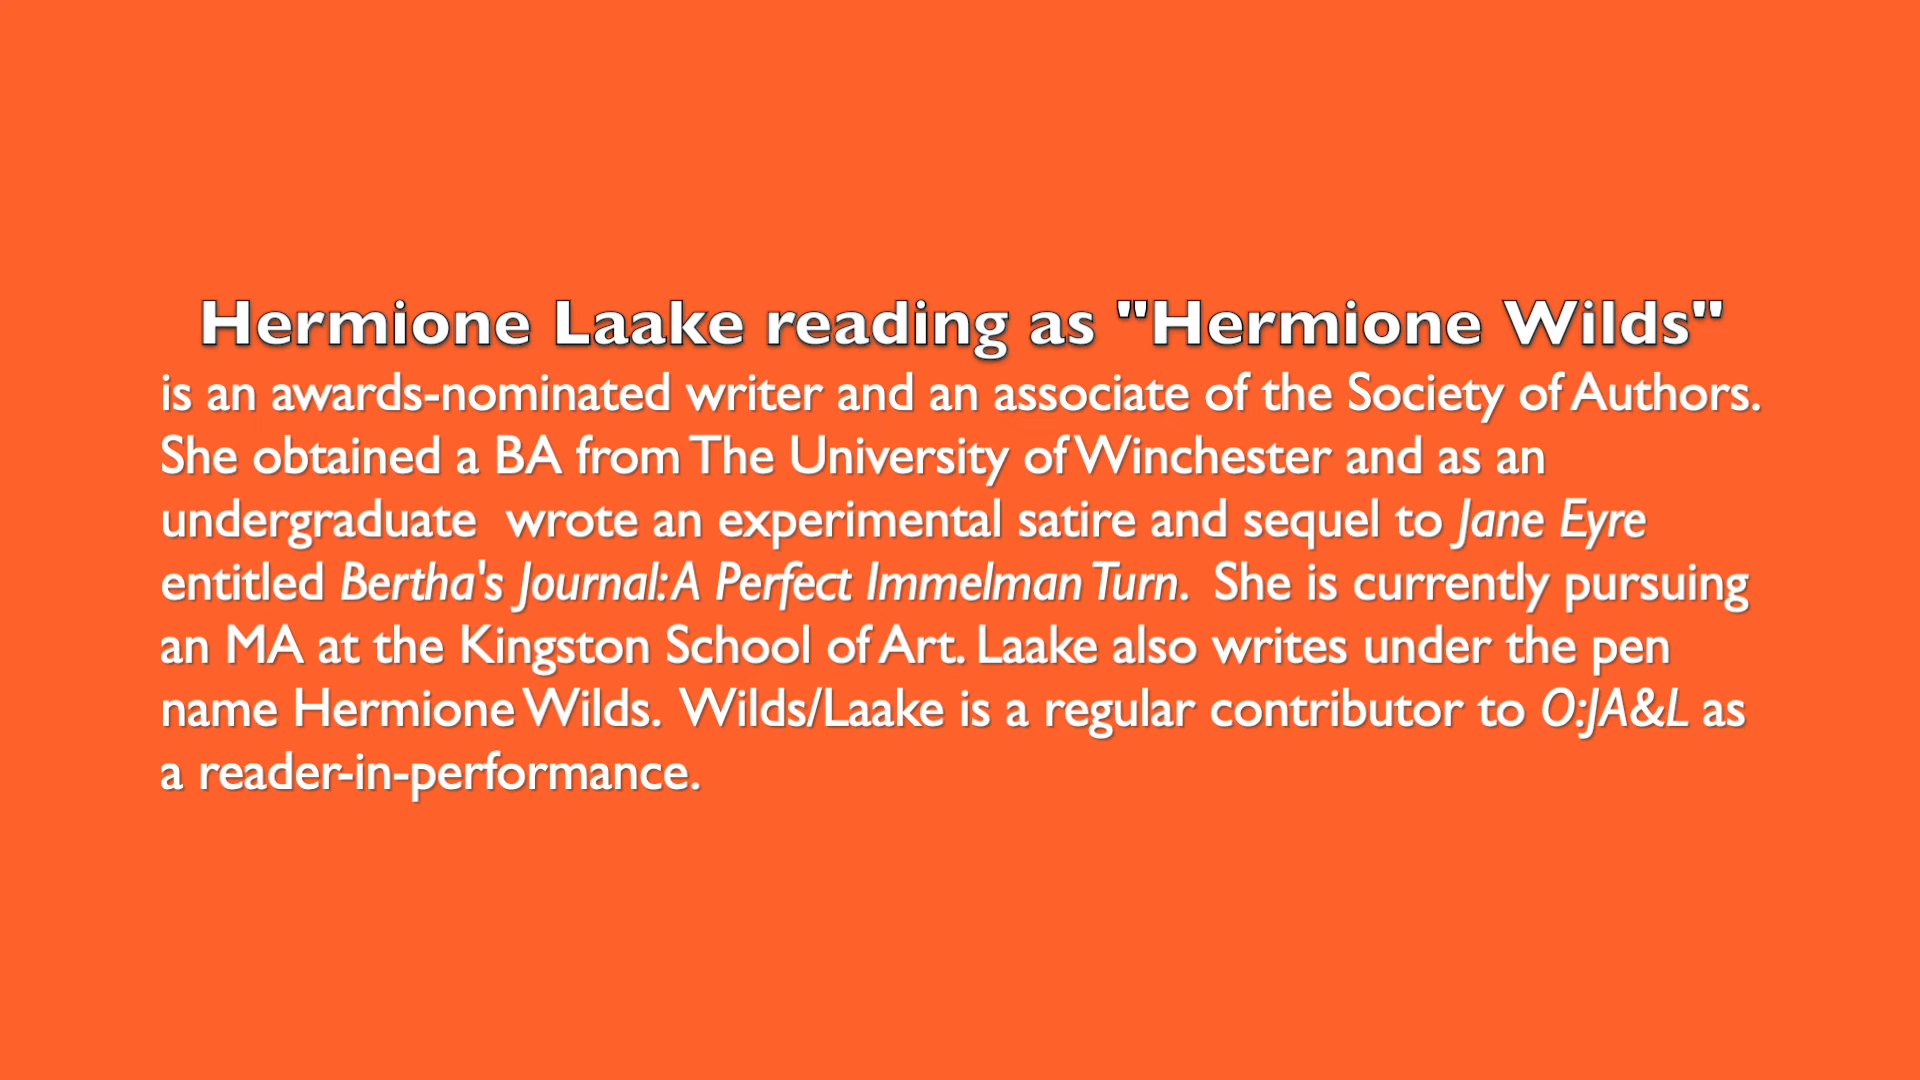 Hermione Laake reading as "Hermione Wilds"
is an awards-nominated writer and an associate of the Society of Authors.
She obtained a BA from The University of Winchester and as an
undergraduate  wrote an experimental satire and sequel to Jane Eyre
entitled Bertha's Journal: A Perfect Immelman Turn.  She is currently pursuing
an MA at the Kingston School of Art. Laake also writes under the pen
name Hermione Wilds.  Wilds/Laake is a regular contributor to O:JA&L as
a reader-in-performance.